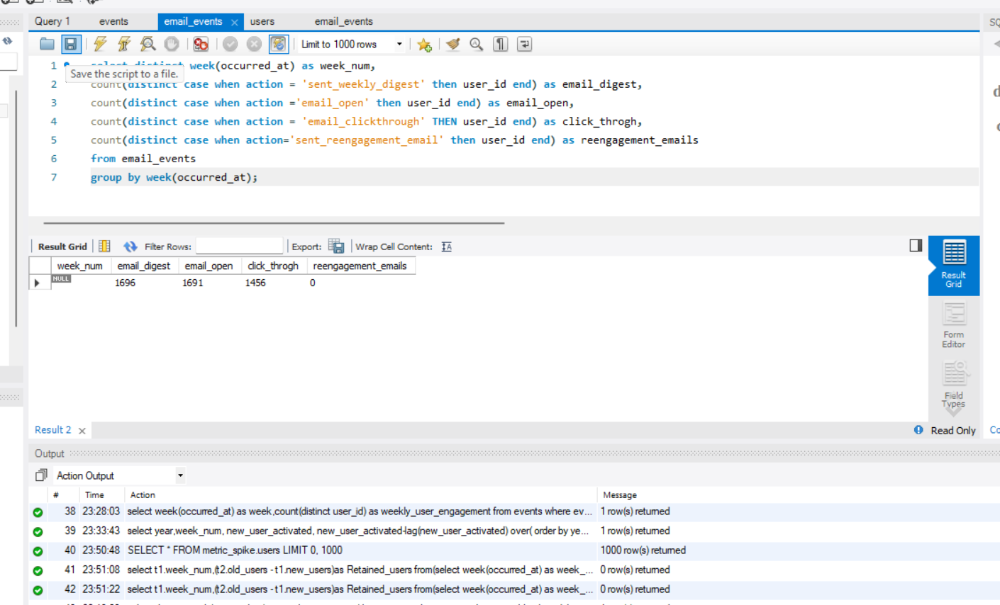 Query 1 events email_events users email_events
SQ
Limit to 1000 rows
1 select distinct week(occurred_at) as week_num,
Save the script to a file.
2 count(distinct case when action = 'sent_weekly_digest' then user_id end) as email_digest,
3 count(distinct case when action ='email_open' then user_id end) as email_open,
4 count(distinct case when action = 'email_clickthrough' THEN user_id end) as click_throgh,
5 count(distinct case when action='sent_reengagement_email' then user_id end) as reengagement_emails
6 from email_events
7 group by week(occurred_at);
Result Grid Filter Rows: Export: Wrap Cell Content:
week_num email_digest email_open click_throgh reengagement_emails
NULL 1696 1691 1456 0
Result
Grid
Form
Editor
Field
Types
Result 2 Read Only Co
Output
Action Output
# Time Action Message
38 23:28:03 select week(occurred_at) as week,count(distinct user_id) as weekly_user_engagement from events where ev... 1 row(s) returned
39 23:33:43 select year,week_num, new_user_activated, new_user_activated-lag(new_user_activated) over( order by ye... 1 row(s) returned
40 23:50:48 SELECT * FROM metric_spike.users LIMIT 0, 1000 1000 row(s) returned
41 23:51:08 select t1.week_num,(t2.old_users - t1.new_users)as Retained_users from(select week(occurred_at) as week_... 0 row(s) returned
42 23:51:22 select t1.week_num,(t2.old_users - t1.new_users)as Retained_users from(select week(occurred_at) as week_... 0 row(s) returned